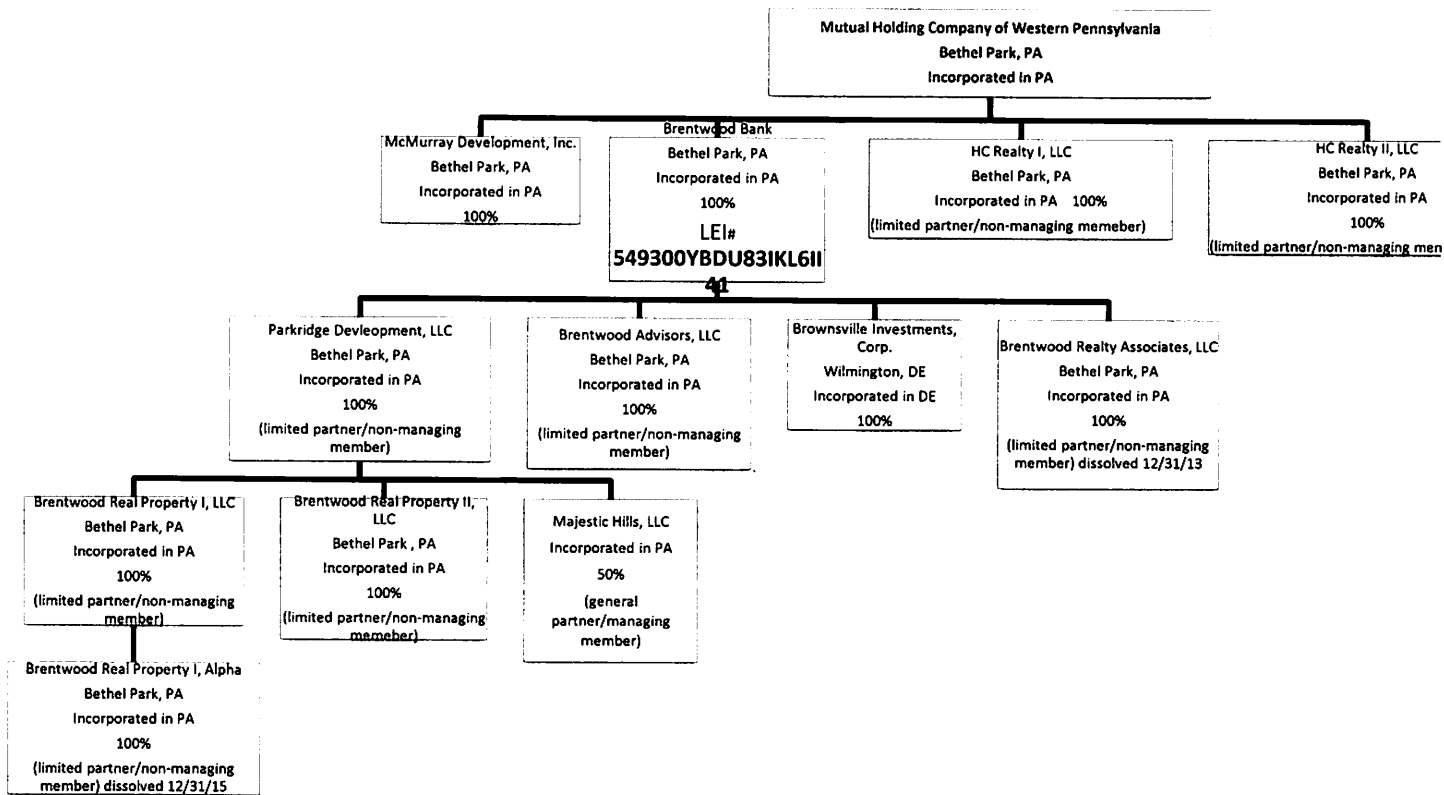 Mutual Holding Company of Western Pennsylvania
Bethel Park, PA
Incorporated in PA
McMurray Development, Inc.
Bethel Park, PA
Incorporated in PA
100%
Brentwood Bank
Bethel Park, PA
Incorporated in PA
100%
LEI#
549300YBDU83IKL6II
41
HC Realty I, LLC
Bethel Park, PA
Incorporated in PA 100%
(limited partner/non-managing memeber)
HC Realty II, LLC
Bethel Park, PA
Incorporated in PA
100%
(limited partner/non-managing mem
Parkridge Devleopment, LLC
Bethel Park, PA
Incorporated in PA
100%
(limited partner/non-managing
member)
Brentwood Advisors, LLC
Bethel Park, PA
Incorporated in PA
100%
(limited partner/non-managing
member)
Brownsville Investments,
Corp.
Wilmington, DE
Incorporated in DE
100%
Brentwood Realty Associates, LLC
Bethel Park, PA
Incorporated in PA
100%
(limited partner/non-managing
member) dissolved 12/31/13
Brentwood Real Property I, LLC
Bethel Park, PA
Incorporated in PA
100%
(limited partner/non-managing
member)
Brentwood Real Property II,
LLC
Bethel Park , PA
Incorporated in PA
100%
(limited partner/non-managing
memeber)
Majestic Hills, LLC
Incorporated in PA
50%
(general
partner/managing
member)
Brentwood Real Property I, Alpha
Bethel Park, PA
Incorporated in PA
100%
(limited partner/non-managing
member) dissolved 12/31/15